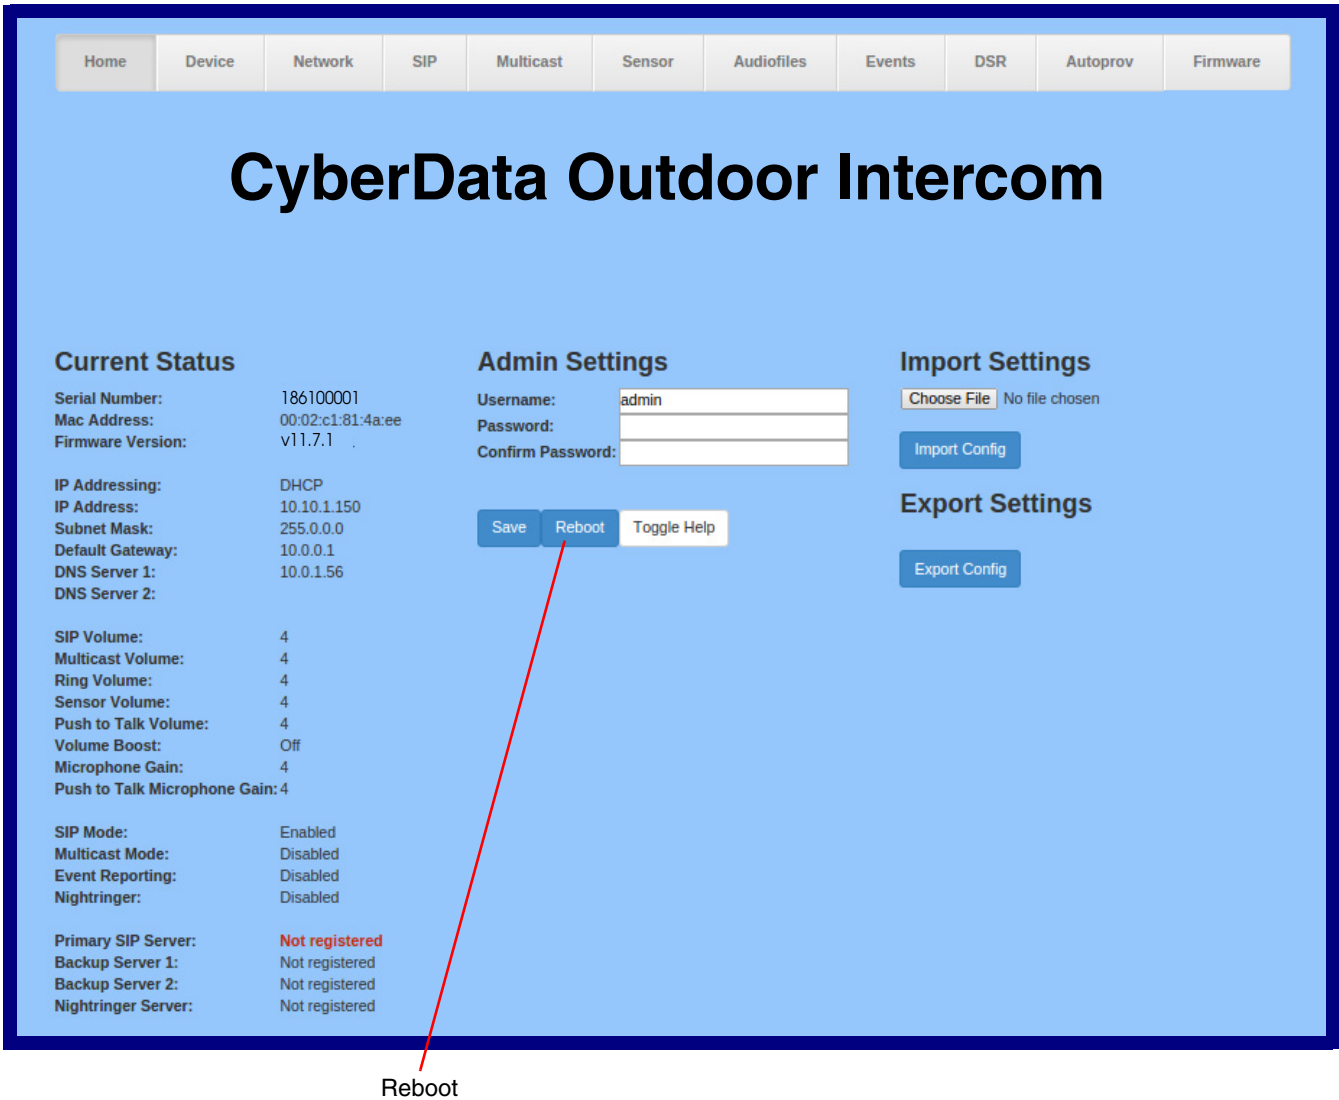 Home Device Network SIP Multicast Sensor Audiofiles Events DSR Autoprov Firmware
CyberData Outdoor Intercom
Current Status
Serial Number: 186100001
Mac Address: 00:02:c1:81:4a:ee
Firmware Version: v11.7.1
IP Addressing: DHCP
IP Address: 10.10.1.150
Subnet Mask: 255.0.0.0
Default Gateway: 10.0.0.1
DNS Server 1: 10.0.1.56
DNS Server 2:
SIP Volume: 4
Multicast Volume: 4
Ring Volume: 4
Sensor Volume: 4
Push to Talk Volume: 4
Volume Boost: Off
Microphone Gain: 4
Push to Talk Microphone Gain: 4
SIP Mode: Enabled
Multicast Mode: Disabled
Event Reporting: Disabled
Nightringer: Disabled
Primary SIP Server: Not registered
Backup Server 1: Not registered
Backup Server 2: Not registered
Nightringer Server: Not registered
Admin Settings
Username: admin
Password:
Confirm Password:
Save Reboot Toggle Help
Import Settings
Choose File No file chosen
Import Config
Export Settings
Export Config
Reboot